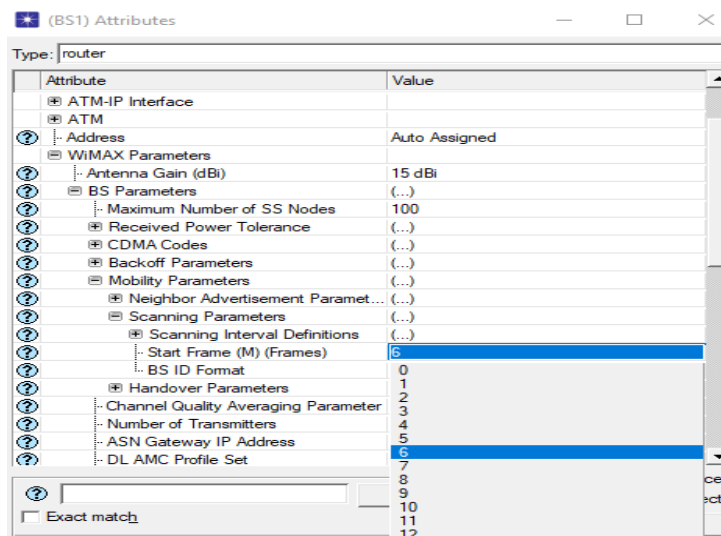 (BS1) Attributes
Type: router
Attribute Value
ATM-IP Interface
ATM
Address Auto Assigned
WiMAX Parameters
Antenna Gain (dBi) 15 dBi
BS Parameters (...)
Maximum Number of SS Nodes 100
Received Power Tolerance (...)
CDMA Codes (...)
Backoff Parameters (...)
Mobility Parameters (...)
Neighbor Advertisement Paramet... (...)
Scanning Parameters (...)
Scanning Interval Definitions (...)
Start Frame (M) (Frames) 6
BS ID Format 0
1
Handover Parameters 2
Channel Quality Averaging Parameter 3
Number of Transmitters 4
ASN Gateway IP Address 5
DL AMC Profile Set 6
7
8
9
10
11
12
Exact match